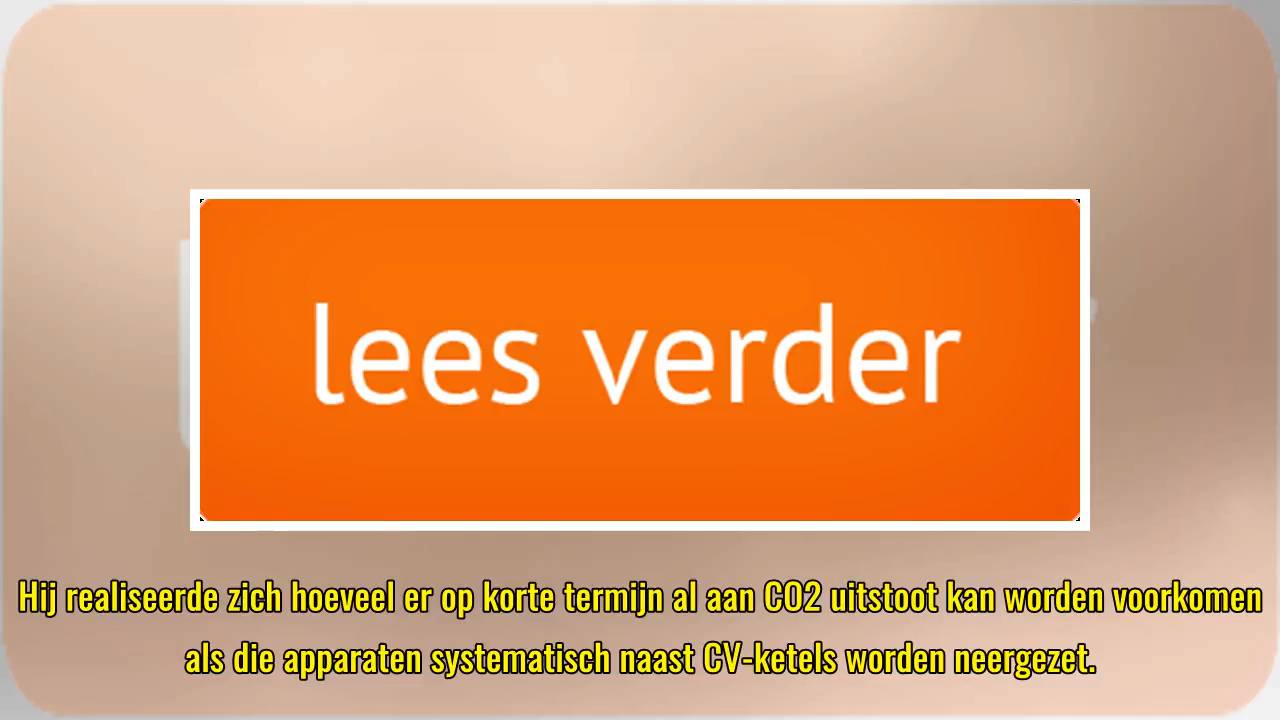 lees verder
Hij realiseerde zich hoeveel er op korte termijn al aan CO2 uitstoot kan worden voorkomen
als die apparaten systematisch naast CV-ketels worden neergezet.